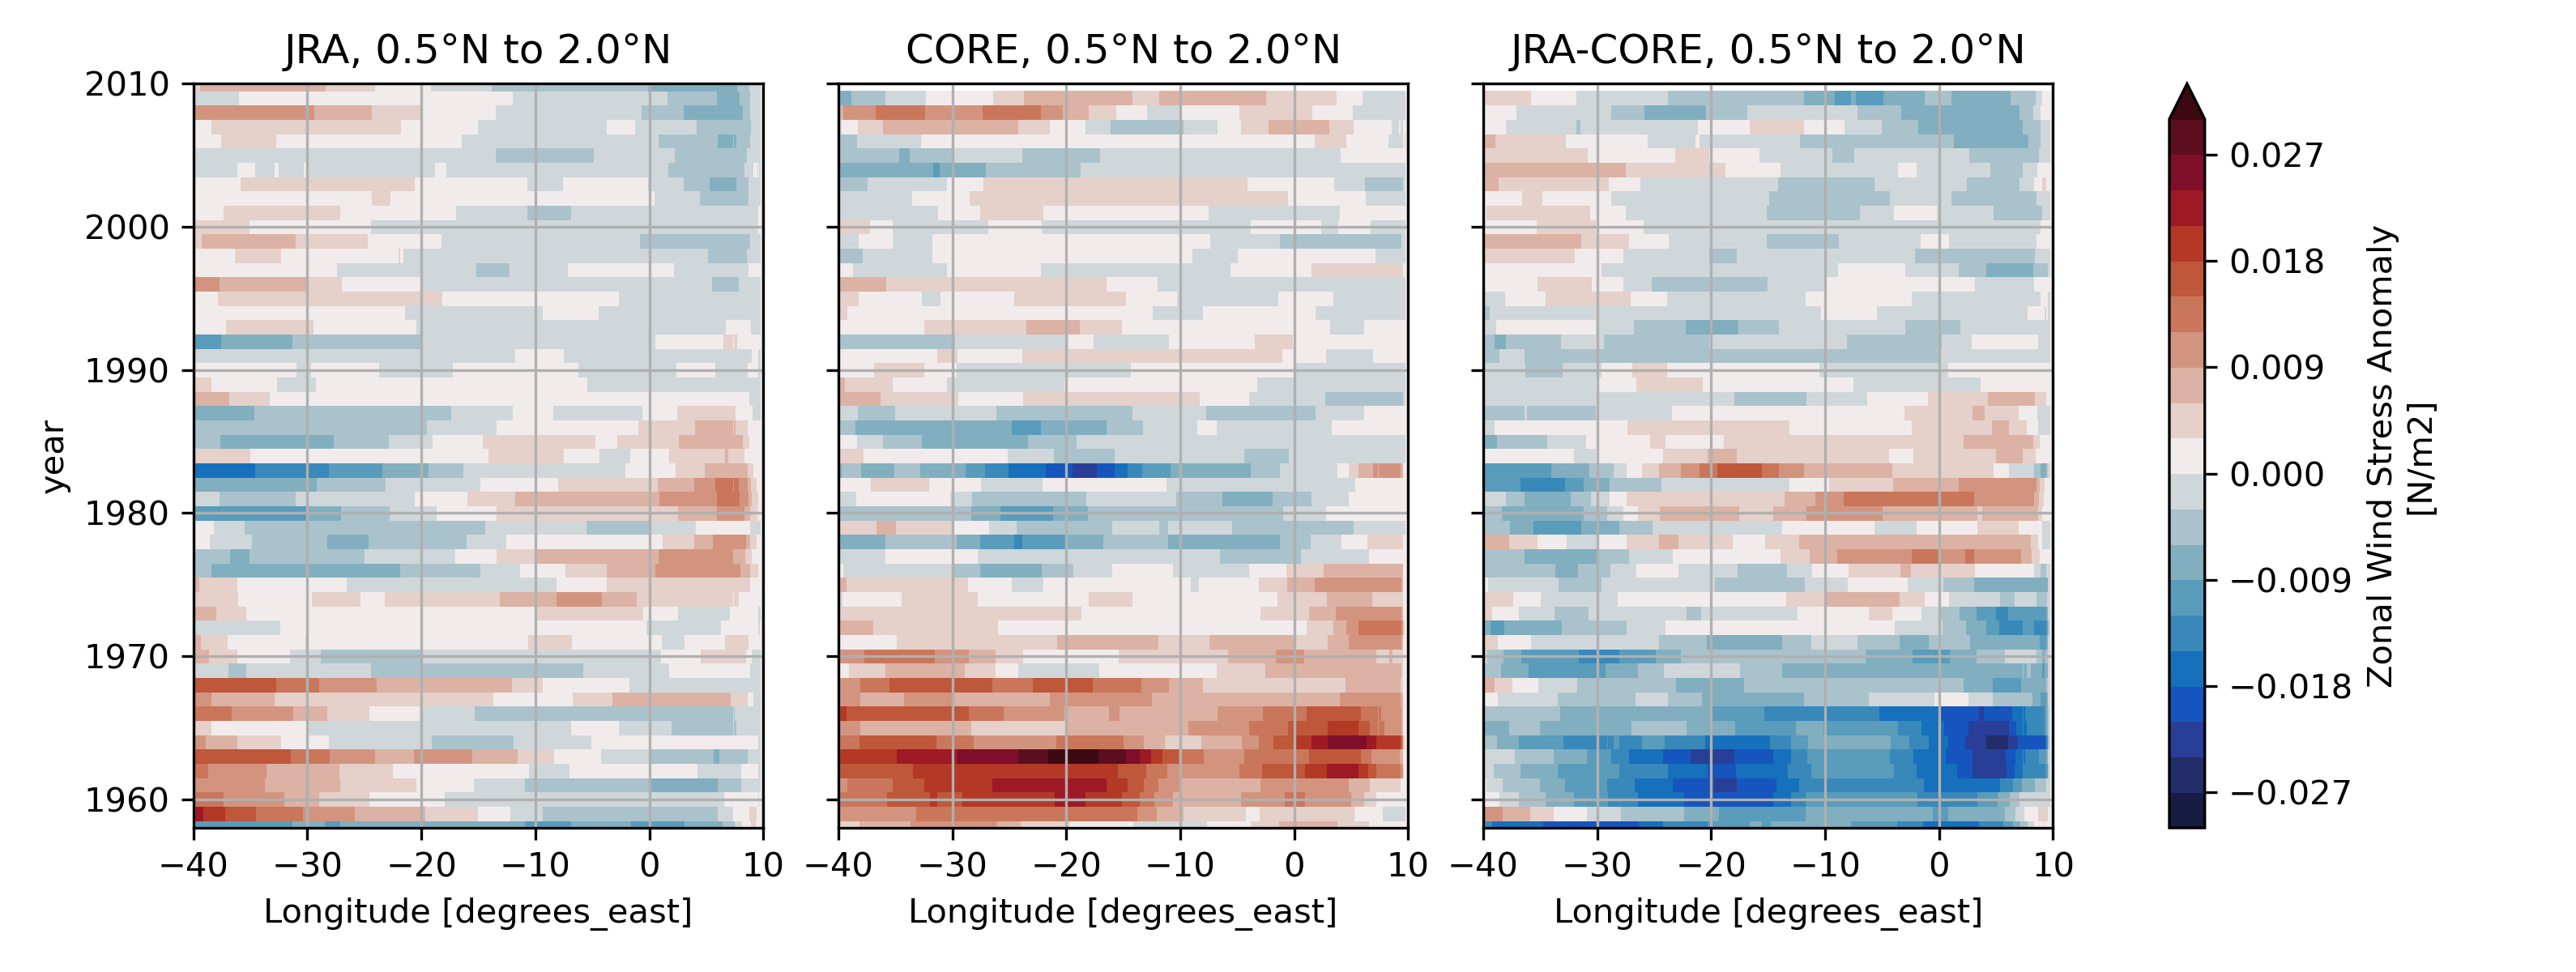 JRA, 0.5°N to 2.0°N
CORE, 0.5°N to 2.0°N
JRA-CORE, 0.5°N to 2.0°N
2010
2000
1990
1980
1970
1960
year
−40 −30 −20 −10 0 10
−40 −30 −20 −10 0 10
−40 −30 −20 −10 0 10
Longitude [degrees_east]
Longitude [degrees_east]
Longitude [degrees_east]
0.027
0.018
0.009
0.000
−0.009
−0.018
−0.027
Zonal Wind Stress Anomaly
[N/m2]